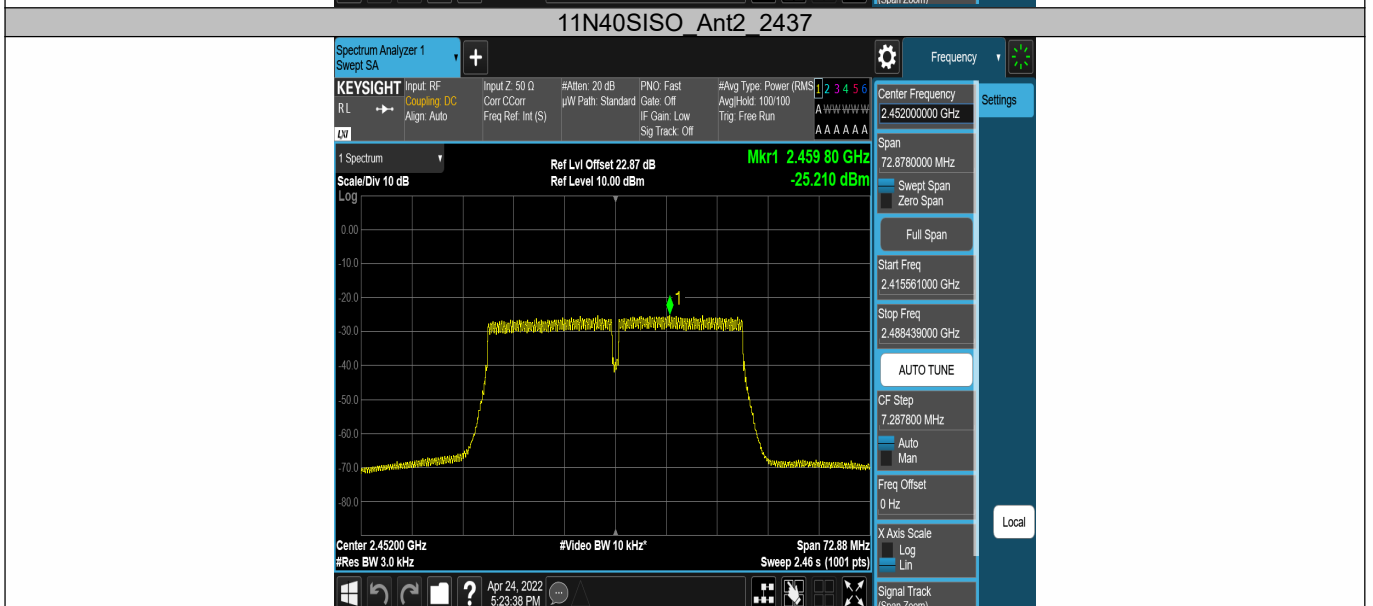 (Span Zoom)
11N40SISO_Ant2_2437
Spectrum Analyzer 1
Swept SA
Frequency
KEYSIGHT
R L
LXI
Input: RF
Coupling: DC
Align: Auto
Input Z: 50 Ω
Corr CCorr
Freq Ref: Int (S)
#Atten: 20 dB
µW Path: Standard
PNO: Fast
Gate: Off
IF Gain: Low
Sig Track: Off
#Avg Type: Power (RMS
Avg|Hold: 100/100
Trig: Free Run
1 2 3 4 5 6
A W W W W W
A A A A A A
Center Frequency
2.452000000 GHz
Settings
1 Spectrum
Scale/Div 10 dB
Log
Ref Lvl Offset 22.87 dB
Ref Level 10.00 dBm
Mkr1 2.459 80 GHz
-25.210 dBm
Span
72.8780000 MHz
Swept Span
Zero Span
Full Span
Start Freq
2.415561000 GHz
Stop Freq
2.488439000 GHz
AUTO TUNE
CF Step
7.287800 MHz
Auto
Man
Freq Offset
0 Hz
X Axis Scale
Log
Lin
Local
Signal Track
(Span Zoom)
0.00
-10.0
-20.0
-30.0
-40.0
-50.0
-60.0
-70.0
-80.0
1
Center 2.45200 GHz
#Res BW 3.0 kHz
#Video BW 10 kHz*
Span 72.88 MHz
Sweep 2.46 s (1001 pts)
?
Apr 24, 2022
5:23:38 PM